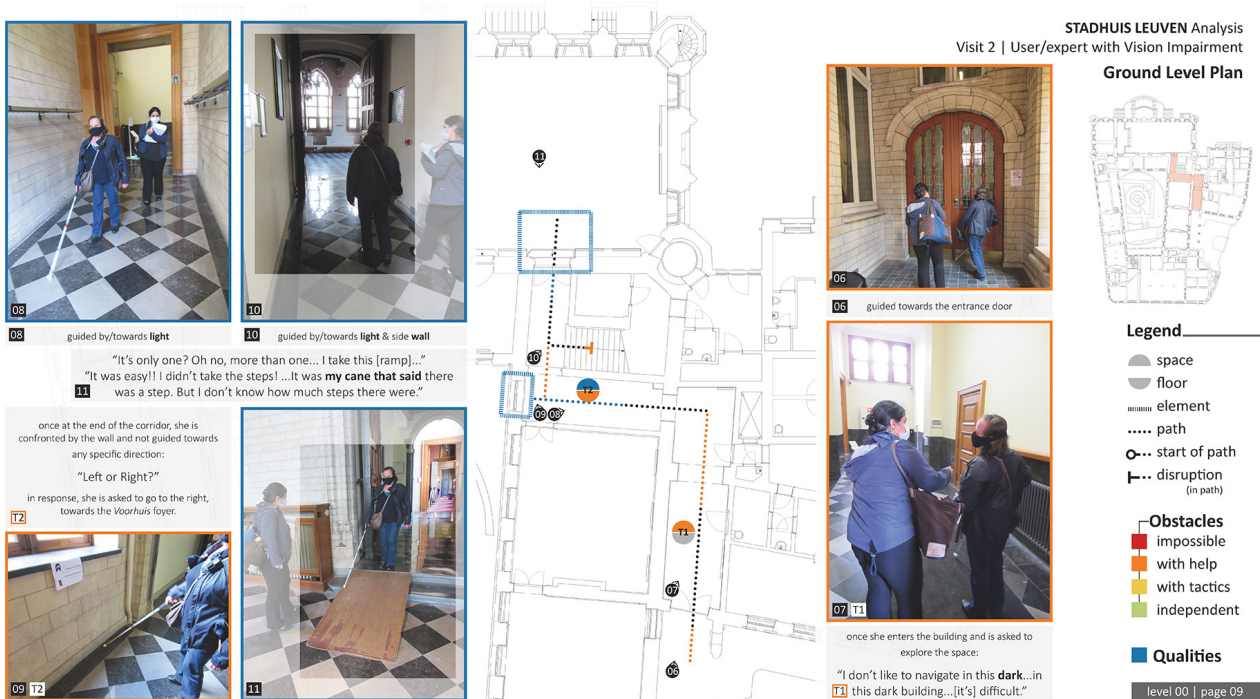 STADHUIS LEUVEN Analysis
Visit 2 | User/expert with Vision Impairment
Ground Level Plan
08
10
08
guided by/towards light
10
guided by/towards light & side wall
"It's only one? Oh no, more than one... I take this [ramp]..."
"It was easy!! I didn't take the steps! ...It was my cane that said there
11
was a step. But I don't know how much steps there were."
once at the end of the corridor, she is
confronted by the wall and not guided towards
any specific direction:
"Left or Right?"
in response, she is asked to go to the right,
towards the Voorhuis foyer.
T2
09 T2
11
11
10
T2
09 08
T1
07
06
06
06
guided towards the entrance door
07 T1
once she enters the building and is asked to
explore the space:
"I don't like to navigate in this dark...in
T1
this dark building...[it's] difficult."
Legend
space
floor
element
path
start of path
disruption
(in path)
Obstacles
impossible
with help
with tactics
independent
Qualities
level 00 | page 09